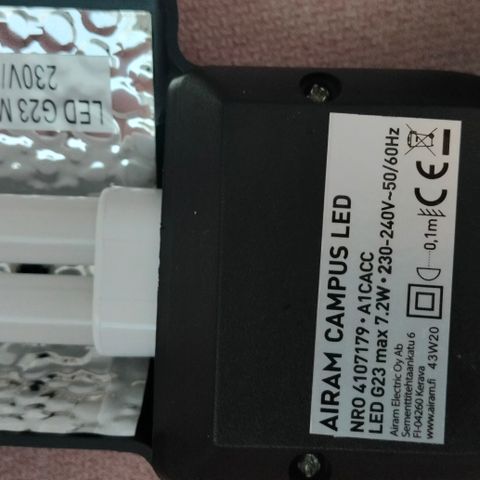 AIRAM CAMPUS LED
NRO 4107179 • A1CACC
LED G23 max 7.2W • 230-240V~50/60Hz
Airam Electric Oy Ab
Sementtitehtaankatu 6
FI-04260 Kerava
www.airam.fi 43W20
0,1m
CE
LED G23 M
230V/